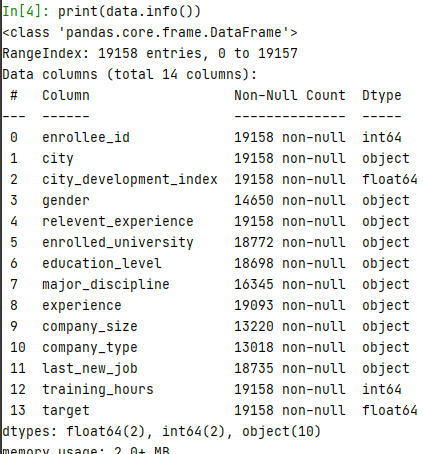 In[4]: print(data.info())
<class 'pandas.core.frame.DataFrame'>
RangeIndex: 19158 entries, 0 to 19157
Data columns (total 14 columns):
 #   Column                  Non-Null Count  Dtype
---  ------                  --------------  -----
 0   enrollee_id             19158 non-null  int64
 1   city                    19158 non-null  object
 2   city_development_index  19158 non-null  float64
 3   gender                  14650 non-null  object
 4   relevent_experience     19158 non-null  object
 5   enrolled_university     18772 non-null  object
 6   education_level         18698 non-null  object
 7   major_discipline        16345 non-null  object
 8   experience              19093 non-null  object
 9   company_size            13220 non-null  object
 10  company_type            13018 non-null  object
 11  last_new_job            18735 non-null  object
 12  training_hours          19158 non-null  int64
 13  target                  19158 non-null  float64
dtypes: float64(2), int64(2), object(10)
memory usage: 2.0+ MB